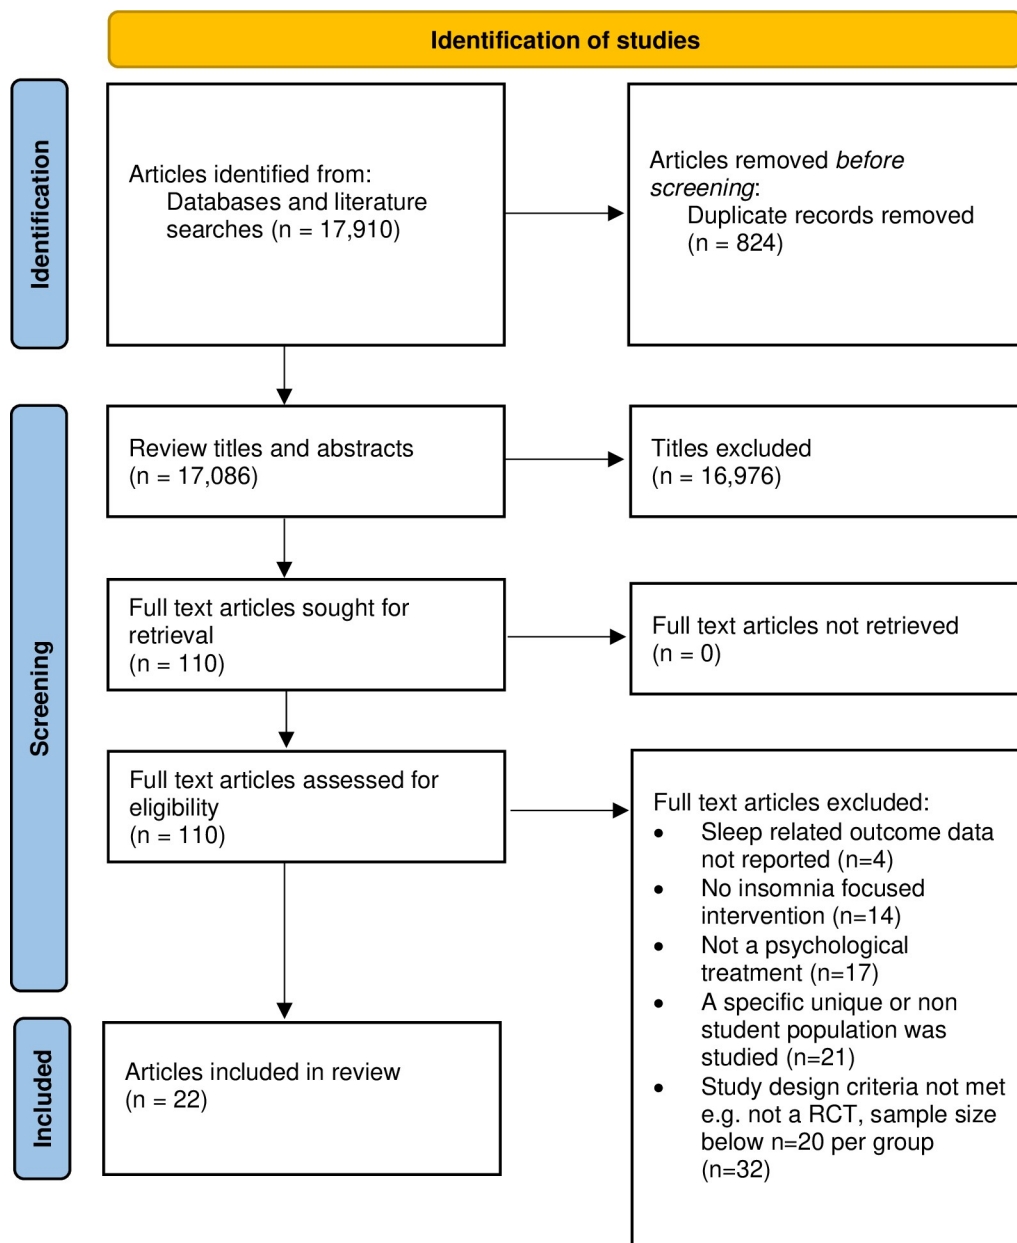 Identification of studies
Identification
Articles identified from:
Databases and literature
searches (n = 17,910)
Articles removed before
screening:
Duplicate records removed
(n = 824)
Screening
Review titles and abstracts
(n = 17,086)
Titles excluded
(n = 16,976)
Full text articles sought for
retrieval
(n = 110)
Full text articles not retrieved
(n = 0)
Full text articles assessed for
eligibility
(n = 110)
Full text articles excluded:
• Sleep related outcome data
not reported (n=4)
• No insomnia focused
intervention (n=14)
• Not a psychological
treatment (n=17)
• A specific unique or non
student population was
studied (n=21)
• Study design criteria not met
e.g. not a RCT, sample size
below n=20 per group
(n=32)
Included
Articles included in review
(n = 22)